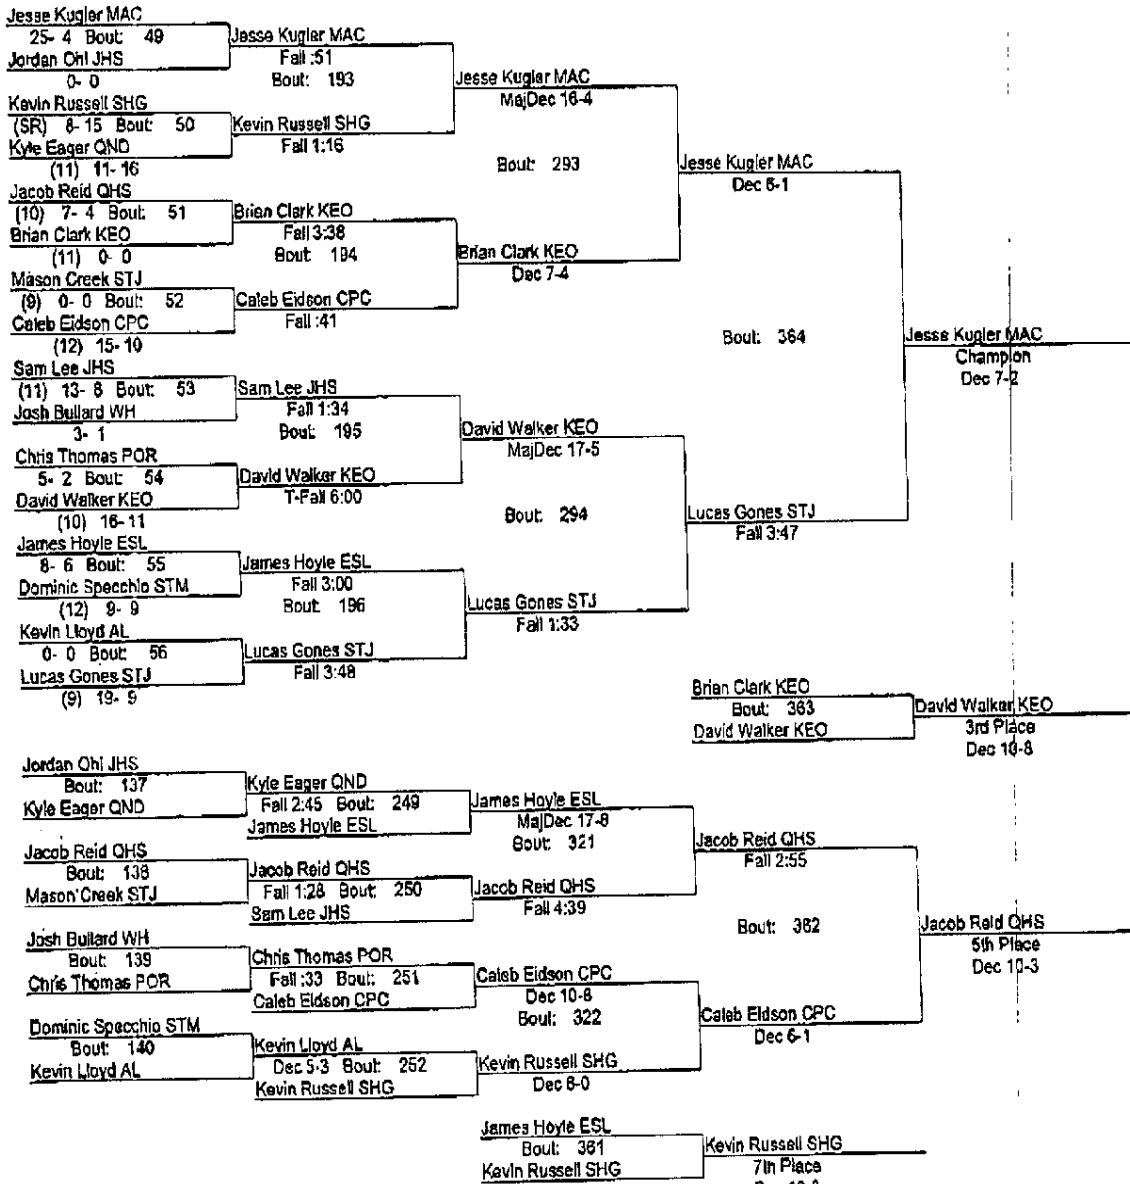 Jesse Kugler MAC
25- 4 Bout: 49
Jordan Ohl JHS
0- 0
Jesse Kugler MAC
Fall :51
Bout: 193
Kevin Russell SHG
(SR) 8- 15 Bout: 50
Kyle Eager QND
(11) 11- 16
Kevin Russell SHG
Fall 1:16
Jesse Kugler MAC
MajDec 16-4
Bout: 293
Jacob Reid QHS
(10) 7- 4 Bout: 51
Brian Clark KEO
(11) 0- 0
Brian Clark KEO
Fall 3:38
Bout: 194
Mason Creek STJ
(9) 0- 0 Bout: 52
Caleb Eidson CPC
(12) 15- 10
Caleb Eidson CPC
Fall :41
Brian Clark KEO
Dec 7-4
Jesse Kugler MAC
Dec 6-1
Bout: 364
Sam Lee JHS
(11) 13- 8 Bout: 53
Josh Bullard WH
3- 1
Sam Lee JHS
Fall 1:34
Bout: 195
Chris Thomas POR
5- 2 Bout: 54
David Walker KEO
(10) 16- 11
David Walker KEO
T-Fall 6:00
David Walker KEO
MajDec 17-5
Bout: 294
James Hoyle ESL
8- 6 Bout: 55
Dominic Specchio STM
(12) 9- 9
James Hoyle ESL
Fall 3:00
Bout: 196
Kevin Lloyd AL
0- 0 Bout: 56
Lucas Gones STJ
(9) 19- 9
Lucas Gones STJ
Fall 3:48
Lucas Gones STJ
Fall 1:33
Lucas Gones STJ
Fall 3:47
Jesse Kugler MAC
Champion
Dec 7-2
Brian Clark KEO
Bout: 363
David Walker KEO
David Walker KEO
3rd Place
Dec 10-8
Jordan Ohl JHS
Bout: 137
Kyle Eager QND
Kyle Eager QND
Fall 2:45 Bout: 249
James Hoyle ESL
James Hoyle ESL
MajDec 17-8
Bout: 321
Jacob Reid QHS
Bout: 138
Mason Creek STJ
Jacob Reid QHS
Fall 1:28 Bout: 250
Sam Lee JHS
Jacob Reid QHS
Fall 4:39
Jacob Reid QHS
Fall 2:55
Bout: 362
Josh Bullard WH
Bout: 139
Chris Thomas POR
Chris Thomas POR
Fall :33 Bout: 251
Caleb Eidson CPC
Caleb Eidson CPC
Dec 10-8
Bout: 322
Dominic Specchio STM
Bout: 140
Kevin Lloyd AL
Kevin Lloyd AL
Dec 5-3 Bout: 252
Kevin Russell SHG
Kevin Russell SHG
Dec 6-0
Caleb Eidson CPC
Dec 6-1
Jacob Reid QHS
5th Place
Dec 10-3
James Hoyle ESL
Bout: 361
Kevin Russell SHG
Kevin Russell SHG
7th Place